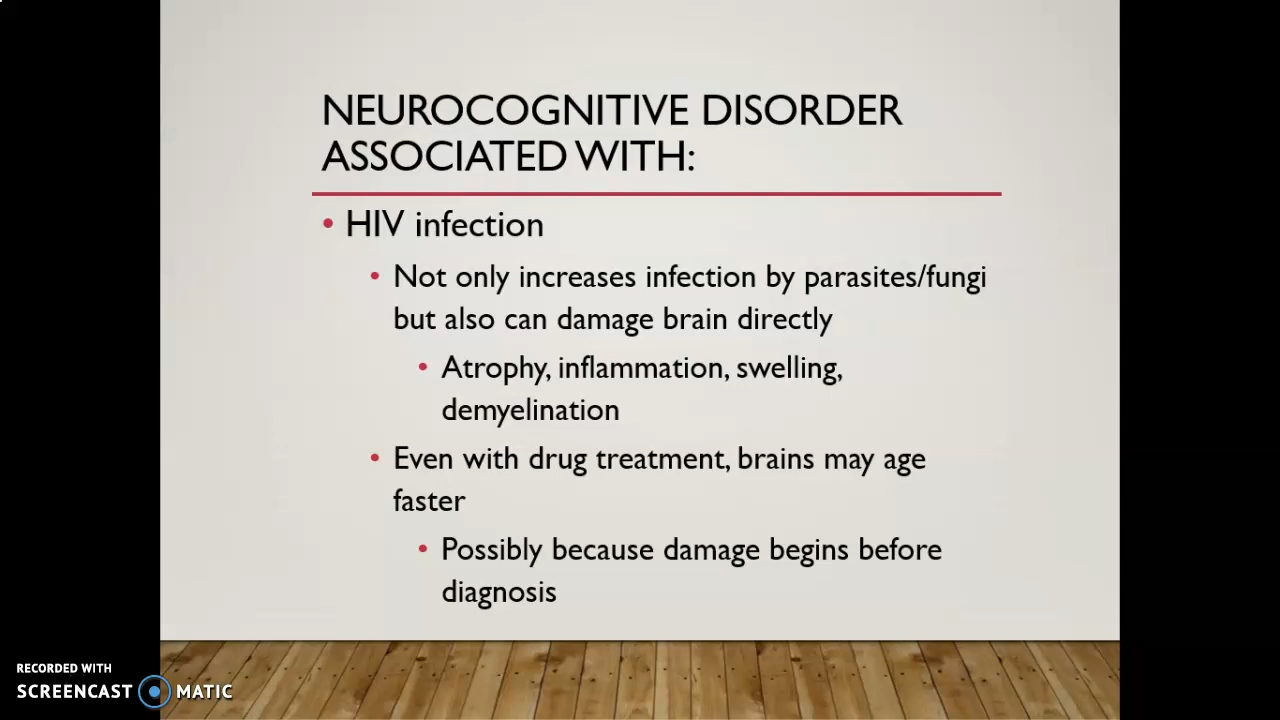 NEUROCOGNITIVE DISORDER
ASSOCIATED WITH:
• HIV infection
• Not only increases infection by parasites/fungi
but also can damage brain directly
• Atrophy, inflammation, swelling,
demyelination
• Even with drug treatment, brains may age
faster
• Possibly because damage begins before
diagnosis
RECORDED WITH
SCREENCAST MATIC